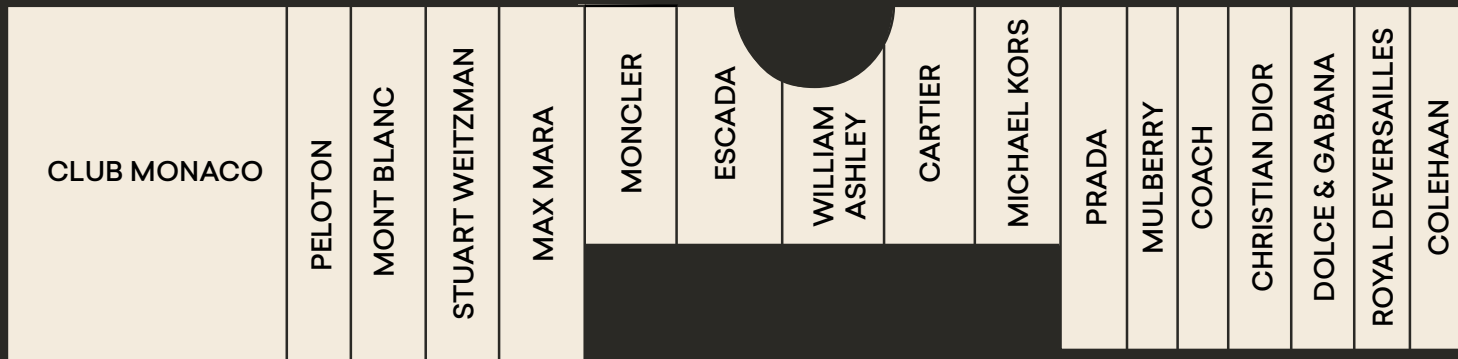 CLUB MONACO
PELOTON
MONT BLANC
STUART WEITZMAN
MAX MARA
MONCLER
ESCADA
WILLIAM
ASHLEY
CARTIER
MICHAEL KORS
PRADA
MULBERRY
COACH
CHRISTIAN DIOR
DOLCE & GABANA
ROYAL DEVERSAILLES
COLEHAAN